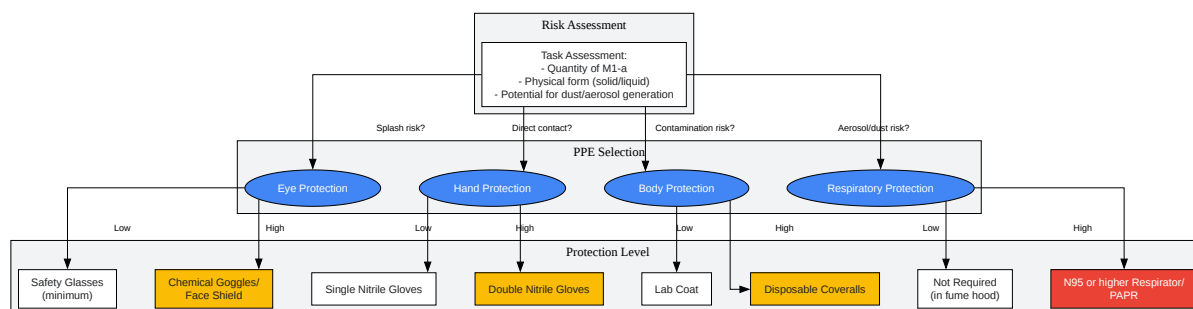 Risk Assessment
Task Assessment:
- Quantity of M1-a
- Physical form (solid/liquid)
- Potential for dust/aerosol generation
Splash risk?
Direct contact?
Contamination risk?
Aerosol/dust risk?
PPE Selection
Eye Protection
Hand Protection
Body Protection
Respiratory Protection
Low
High
Low
High
Low
High
Low
High
Protection Level
Safety Glasses
(minimum)
Chemical Goggles/
Face Shield
Single Nitrile Gloves
Double Nitrile Gloves
Lab Coat
Disposable Coveralls
Not Required
(in fume hood)
N95 or higher Respirator/
PAPR